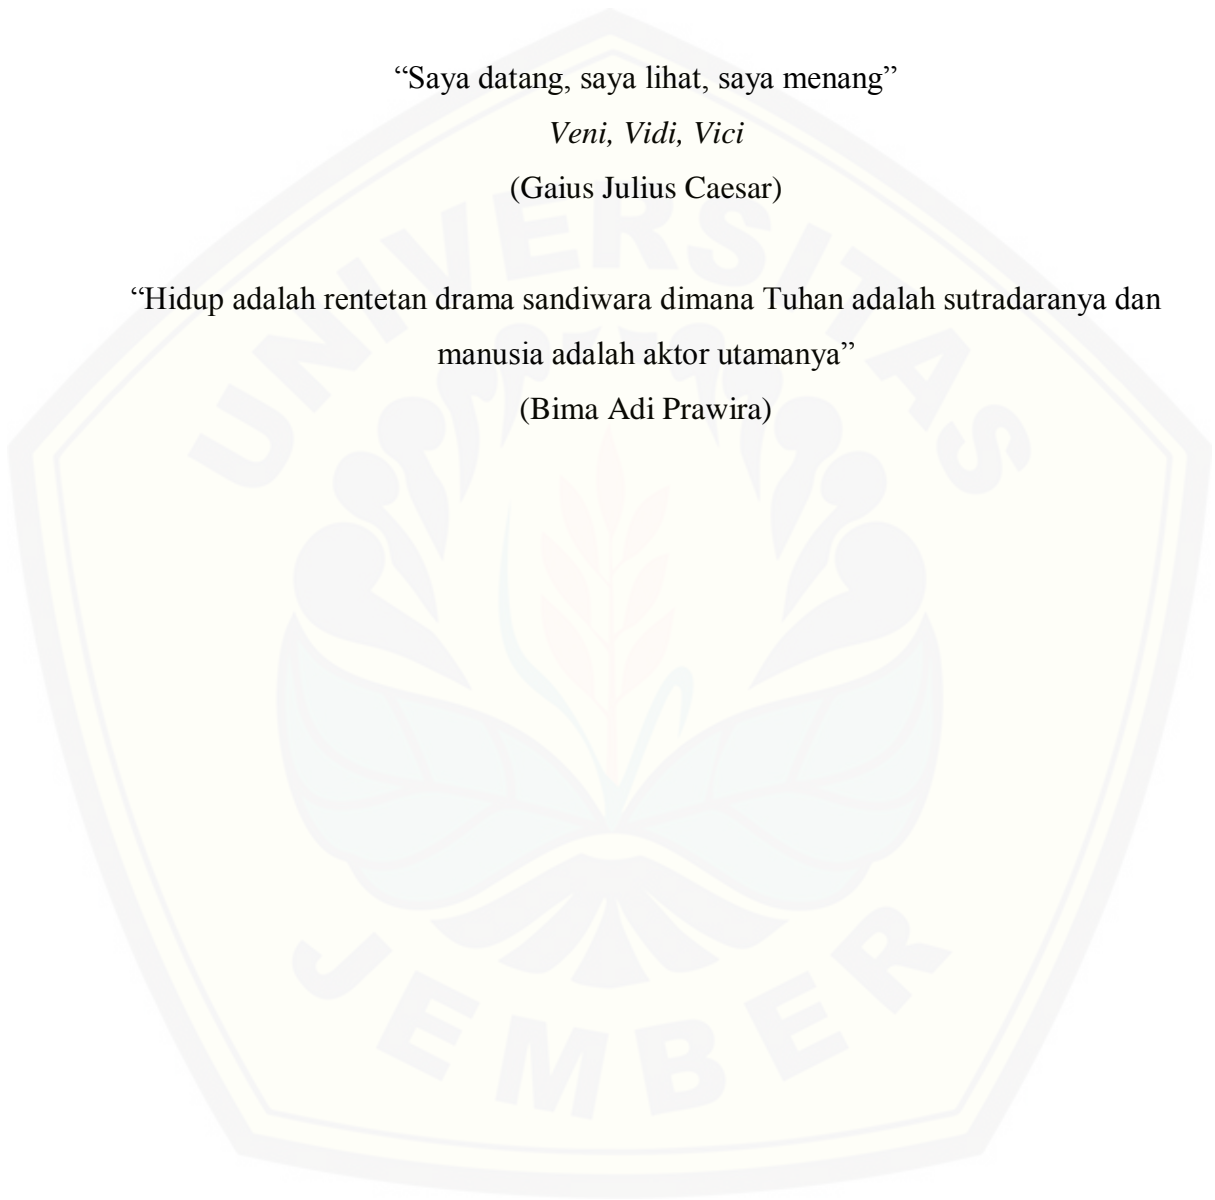 “Saya datang, saya lihat, saya menang”
Veni, Vidi, Vici
(Gaius Julius Caesar)
“Hidup adalah rentetan drama sandiwara dimana Tuhan adalah sutradaranya dan
manusia adalah aktor utamanya”
(Bima Adi Prawira)
UNIVERSITAS
JEMBER